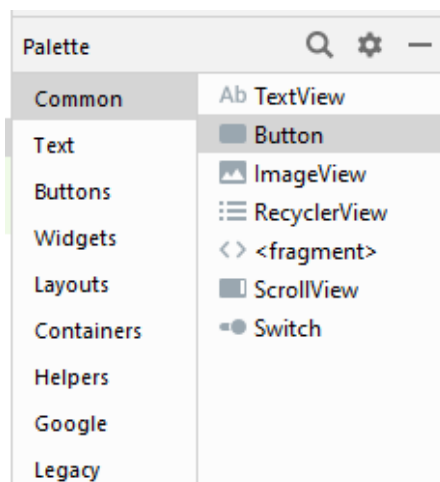 Palette
Common
Text
Buttons
Widgets
Layouts
Containers
Helpers
Google
Legacy
Ab TextView
Button
ImageView
RecyclerView
<fragment>
ScrollView
Switch